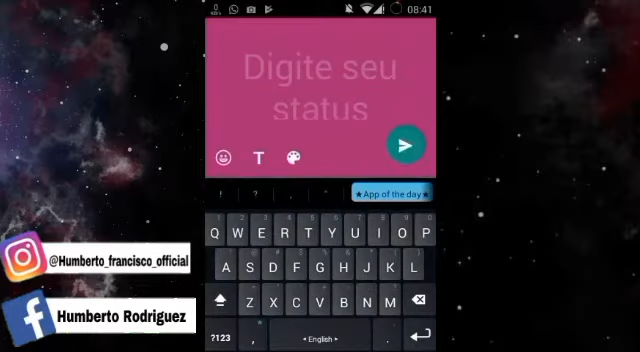 08:41
Digite seu
status
T
! ? , "
★App of the day★
Q W E R T Y U I O P
A S D F G H J K L
Z X C V B N M
?123 , English .
@Humberto_francisco_official
Humberto Rodriguez